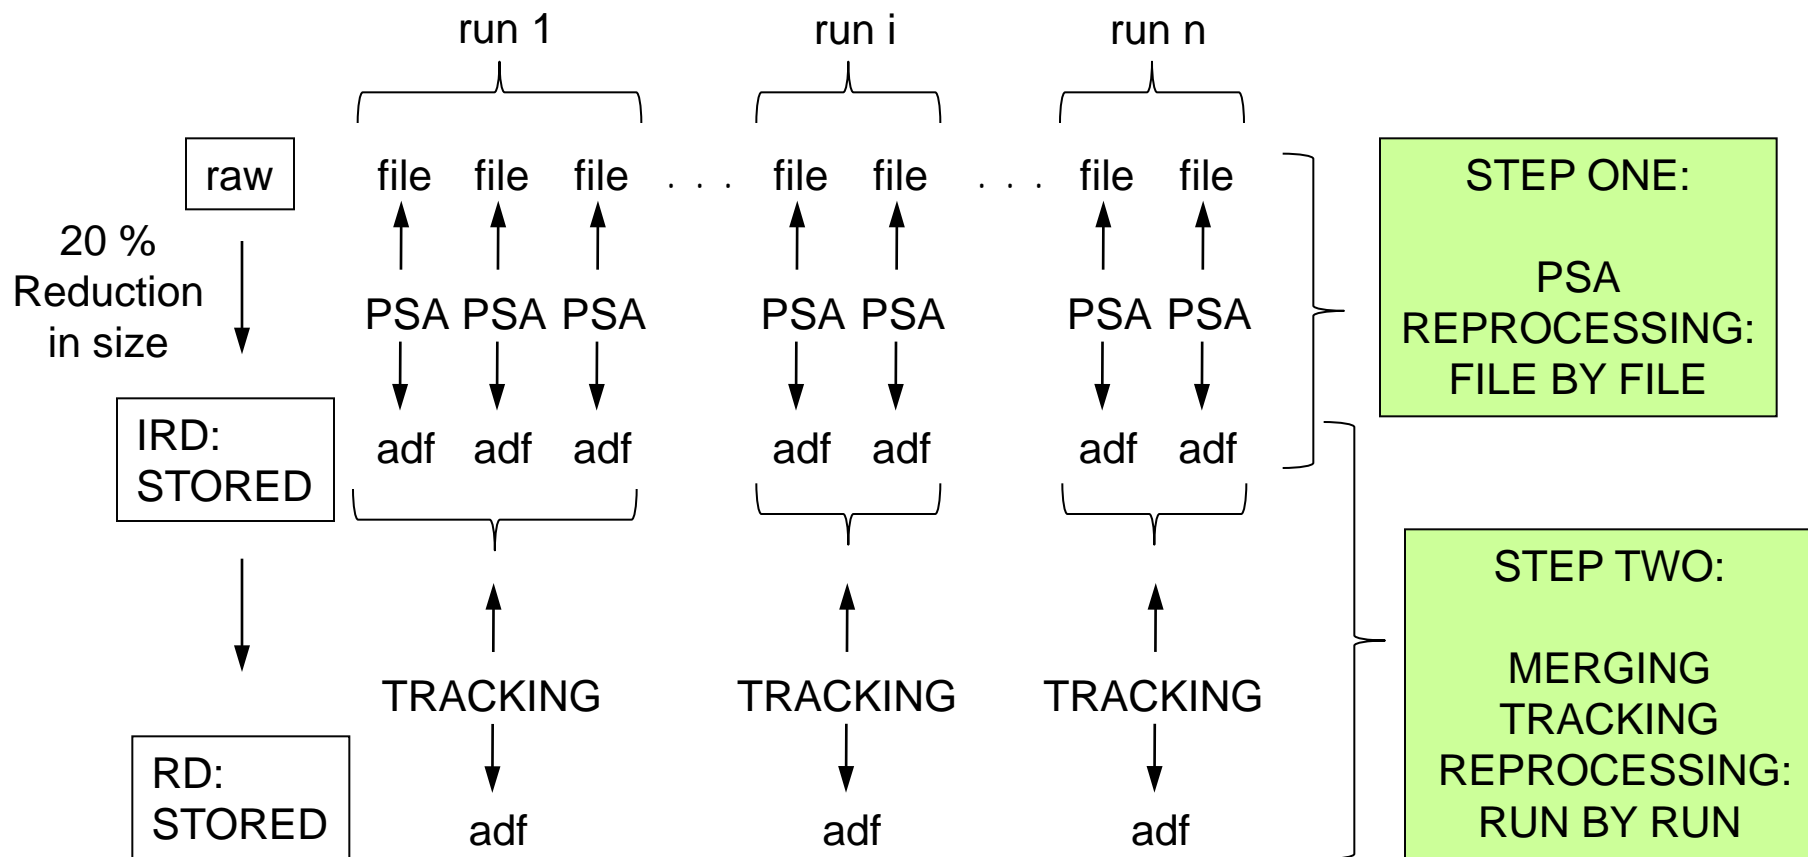 run 1 run i run n
raw file file file . . . file file . . . file file
20 %
Reduction
in size
PSA PSA PSA PSA PSA PSA PSA
IRD:
STORED
adf adf adf adf adf adf adf
TRACKING TRACKING TRACKING
RD:
STORED
adf adf adf
STEP ONE:
PSA
REPROCESSING:
FILE BY FILE
STEP TWO:
MERGING
TRACKING
REPROCESSING:
RUN BY RUN